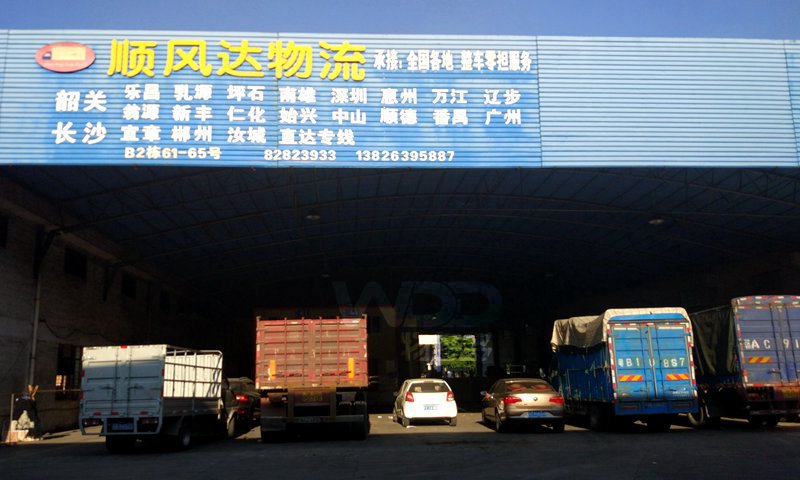 顺风达物流
承接:全国各地 整车零担服务
韶关 乐昌 乳源 坪石 南雄 深圳 惠州 万江 辽步
翁源 新丰 仁化 始兴 中山 顺德 番禺 广州
长沙 宜章 郴州 汝城 直达专线
B2栋61-65号 82823933 13826395887
WDD
物流